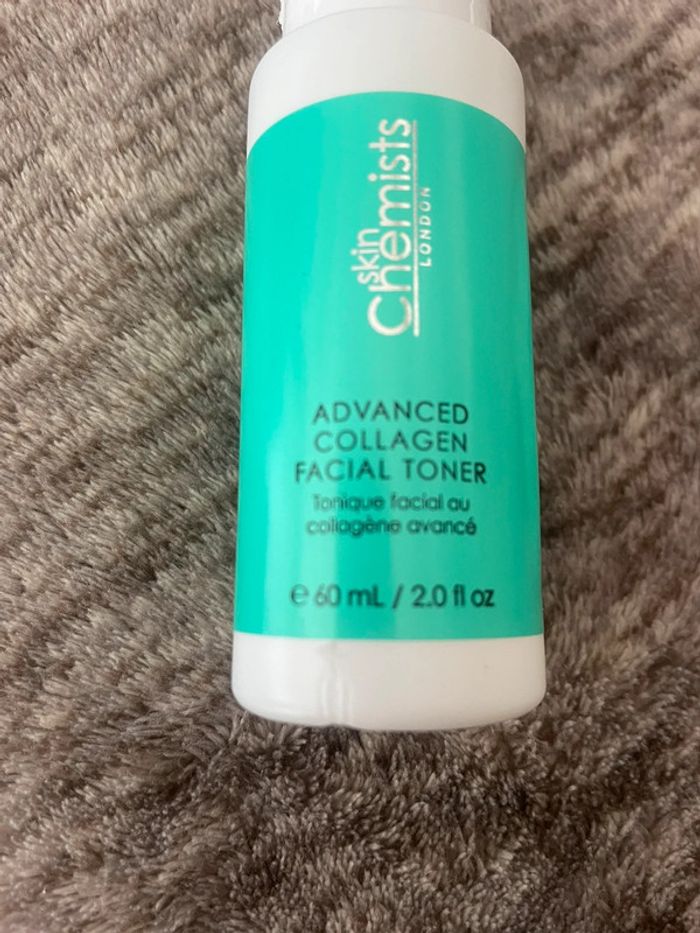 skin
Chemists
LONDON
ADVANCED
COLLAGEN
FACIAL TONER
Tonique facial au
collagène avancé
℮ 60 mL / 2.0 fl oz